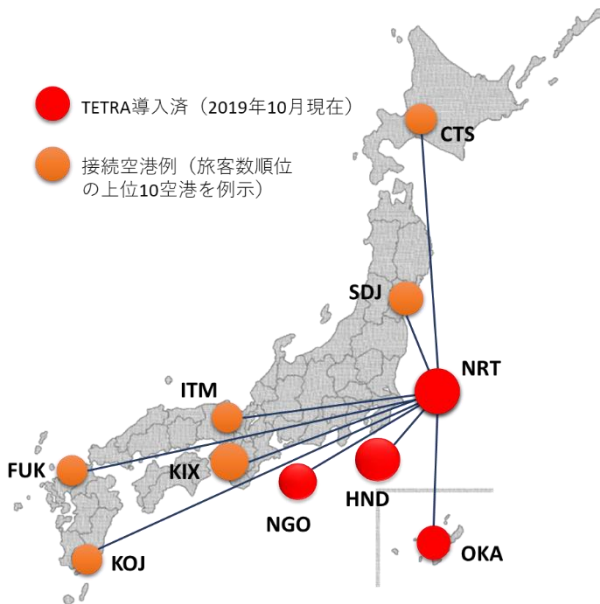 TETRA導入済（2019年10月現在）
接続空港例（旅客数順位
の上位10空港を例示）
CTS
SDJ
NRT
ITM
FUK
KIX
HND
NGO
OKA
KOJ